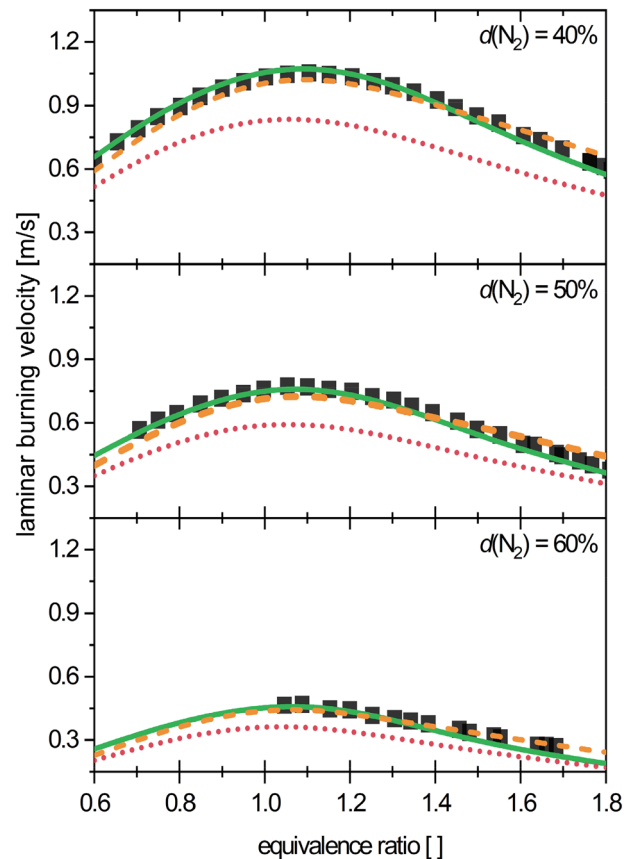 d(N₂) = 40%
1.2
0.9
0.6
0.3
d(N₂) = 50%
1.2
0.9
0.6
0.3
d(N₂) = 60%
1.2
0.9
0.6
0.3
laminar burning velocity [m/s]
0.6 0.8 1.0 1.2 1.4 1.6 1.8
equivalence ratio [ ]